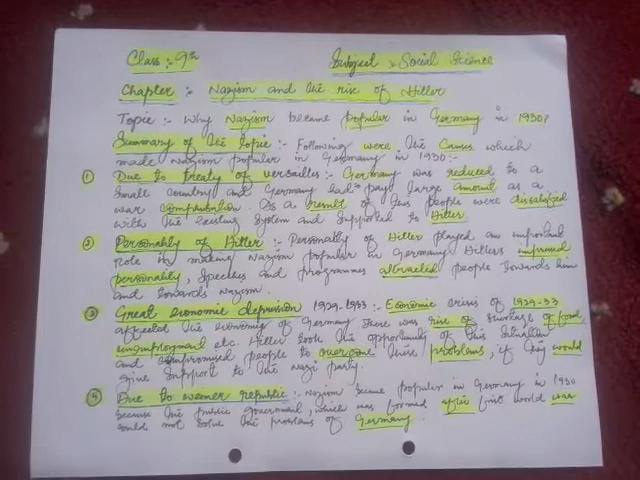 Class :- 9th Subject :- Social Science
Chapter :- Nazism and the rise of Hitler
Topic :- Why Nazism became popular in Germany in 1930?
Summary of the topic :- Following were the causes which
made Nazism popular in Germany in 1930:-
① Due to treaty of versailles :- Germany was reduced to a
small country and Germany had to pay large amount as a
war. As a result of this people were
with the existing system and supported to Hitler.
② Personality of Hitler :- Personality of Hitler played an important
Role in making Nazism popular in Germany. Hitlers
personality, speeches and programmes attracted people towards him
and towards Nazism.
③ Great economic depression 1929-1933 :- Economic crisis of 1929-33
affected the economy of Germany. There was rise of shortage of food,
etc. Hitler took the opportunity of this situation
and people to these problems, if they would
give support to the Nazi party.
④ Due to republic :- Nazism became popular in Germany in 1930
because the public government, which was formed after first world war
could not solve the problems of Germany.